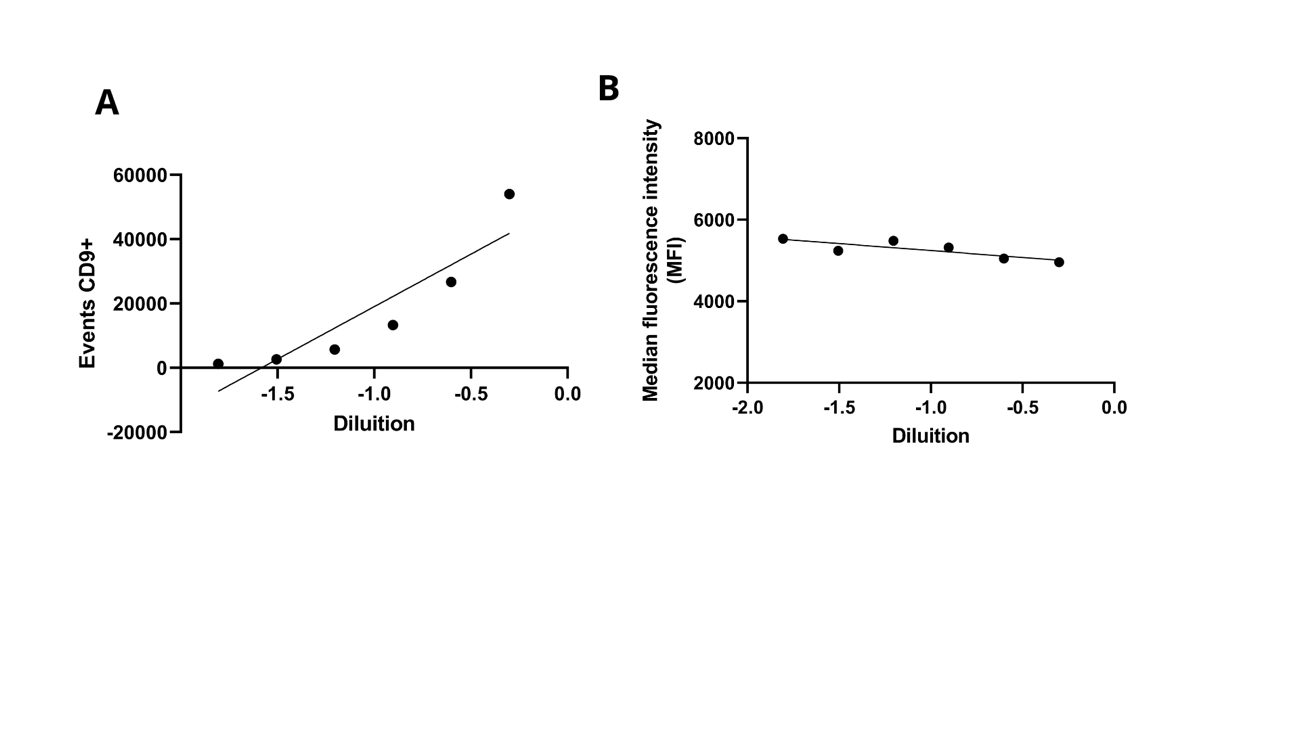 A
60000
40000
20000
0
-20000
Events CD9+
-1.5
-1.0
-0.5
0.0
Diluition
B
Median fluorescence intensity
(MFI)
8000
6000
4000
2000
-2.0
-1.5
-1.0
-0.5
0.0
Diluition